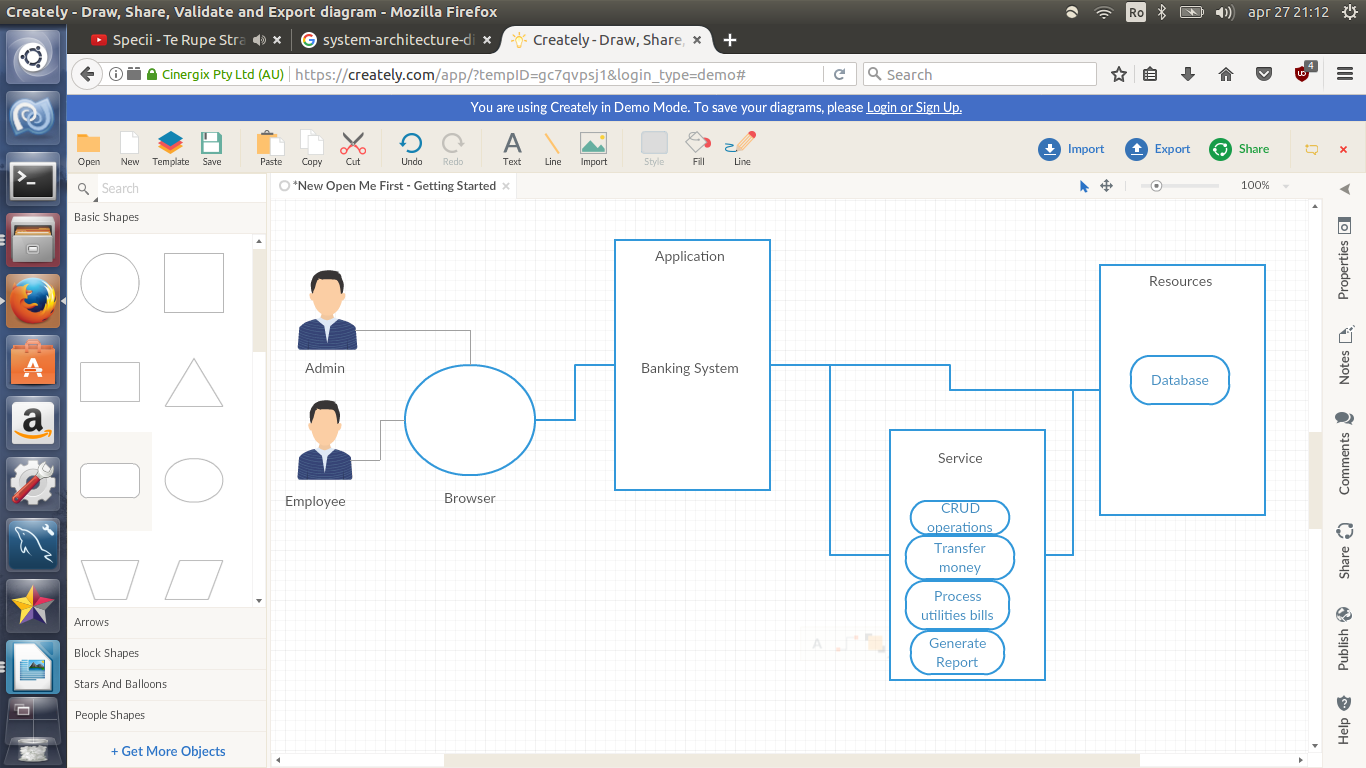 Creately - Draw, Share, Validate and Export diagram - Mozilla Firefox
Ro
apr 27 21:12
Specii - Te Rupe Stra
system-architecture-di
Creately - Draw, Share,
Cinergix Pty Ltd (AU)
https://creately.com/app/?tempID=gc7qvpsj1&login_type=demo#
Search
4
You are using Creately in Demo Mode. To save your diagrams, please Login or Sign Up.
Open
New
Template
Save
Paste
Copy
Cut
Undo
Redo
Text
Line
Import
Style
Fill
Line
Import
Export
Share
Search
*New Open Me First - Getting Started
100%
Basic Shapes
Arrows
Block Shapes
Stars And Balloons
People Shapes
+ Get More Objects
Admin
Employee
Browser
Application
Banking System
Service
CRUD
operations
Transfer
money
Process
utilities bills
Generate
Report
Resources
Database
A
Properties
Notes
Comments
Share
Publish
Help